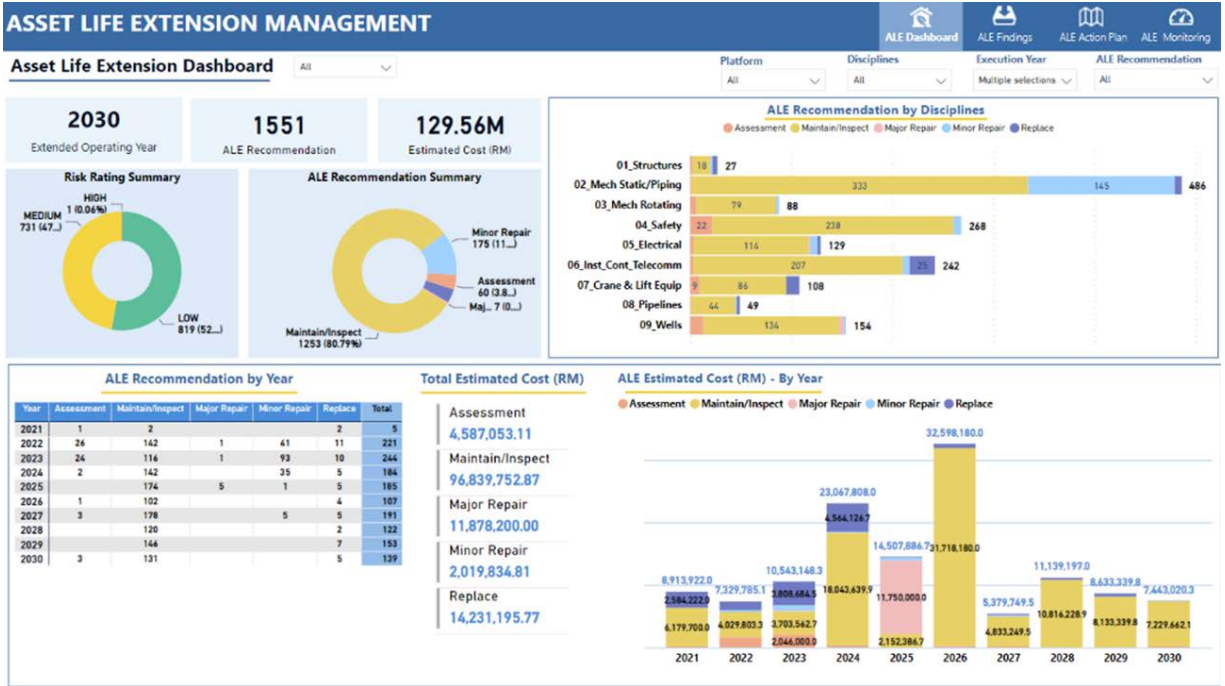 ASSET LIFE EXTENSION MANAGEMENT
ALE Dashboard
ALE Findings
ALE Action Plan
ALE Monitoring
Asset Life Extension Dashboard
All
Platform
All
Disciplines
All
Execution Year
Multiple selections
ALE Recommendation
All
2030
Extended Operating Year
1551
ALE Recommendation
129.56M
Estimated Cost (RM)
Risk Rating Summary
HIGH
1 (0.06%)
MEDIUM
731 (47...)
LOW
819 (52...)
ALE Recommendation Summary
Minor Repair
175 (11...)
Assessment
60 (3.8...)
Maj... 7 (0...)
Maintain/Inspect
1253 (80.79%)
ALE Recommendation by Disciplines
Assessment Maintain/Inspect Major Repair Minor Repair Replace
01_Structures 18 27
02_Mech Static/Piping 333 145 486
03_Mech Rotating 79 88
04_Safety 22 238 268
05_Electrical 114 129
06_Inst_Cont_Telecomm 207 25 242
07_Crane & Lift Equip 9 86 108
08_Pipelines 44 49
09_Wells 134 154
ALE Recommendation by Year
Year Assessment Maintain/Inspect Major Repair Minor Repair Replace Total
2021 1 2 2 5
2022 26 142 1 41 11 221
2023 24 116 1 93 10 244
2024 2 142 35 5 184
2025 174 5 1 5 185
2026 1 102 4 107
2027 3 178 5 5 191
2028 120 2 122
2029 146 7 153
2030 3 131 5 139
Total Estimated Cost (RM)
Assessment
4,587,053.11
Maintain/Inspect
96,839,752.87
Major Repair
11,878,200.00
Minor Repair
2,019,834.81
Replace
14,231,195.77
ALE Estimated Cost (RM) - By Year
Assessment Maintain/Inspect Major Repair Minor Repair Replace
32,598,180.0
23,067,808.0
4,564,126.7
14,507,886.7
31,718,180.0
10,543,148.3
11,139,197.0
8,913,922.0
7,329,785.1
8,633,339.8
7,443,020.3
2,584,222.0
3,808,684.5
18,043,639.9
11,750,000.0
5,379,749.5
10,816,228.9
6,179,700.0
4,029,803.3
3,703,562.7
8,133,339.8
7,229,662.1
2,046,000.0
2,152,386.7
4,833,249.5
2021 2022 2023 2024 2025 2026 2027 2028 2029 2030